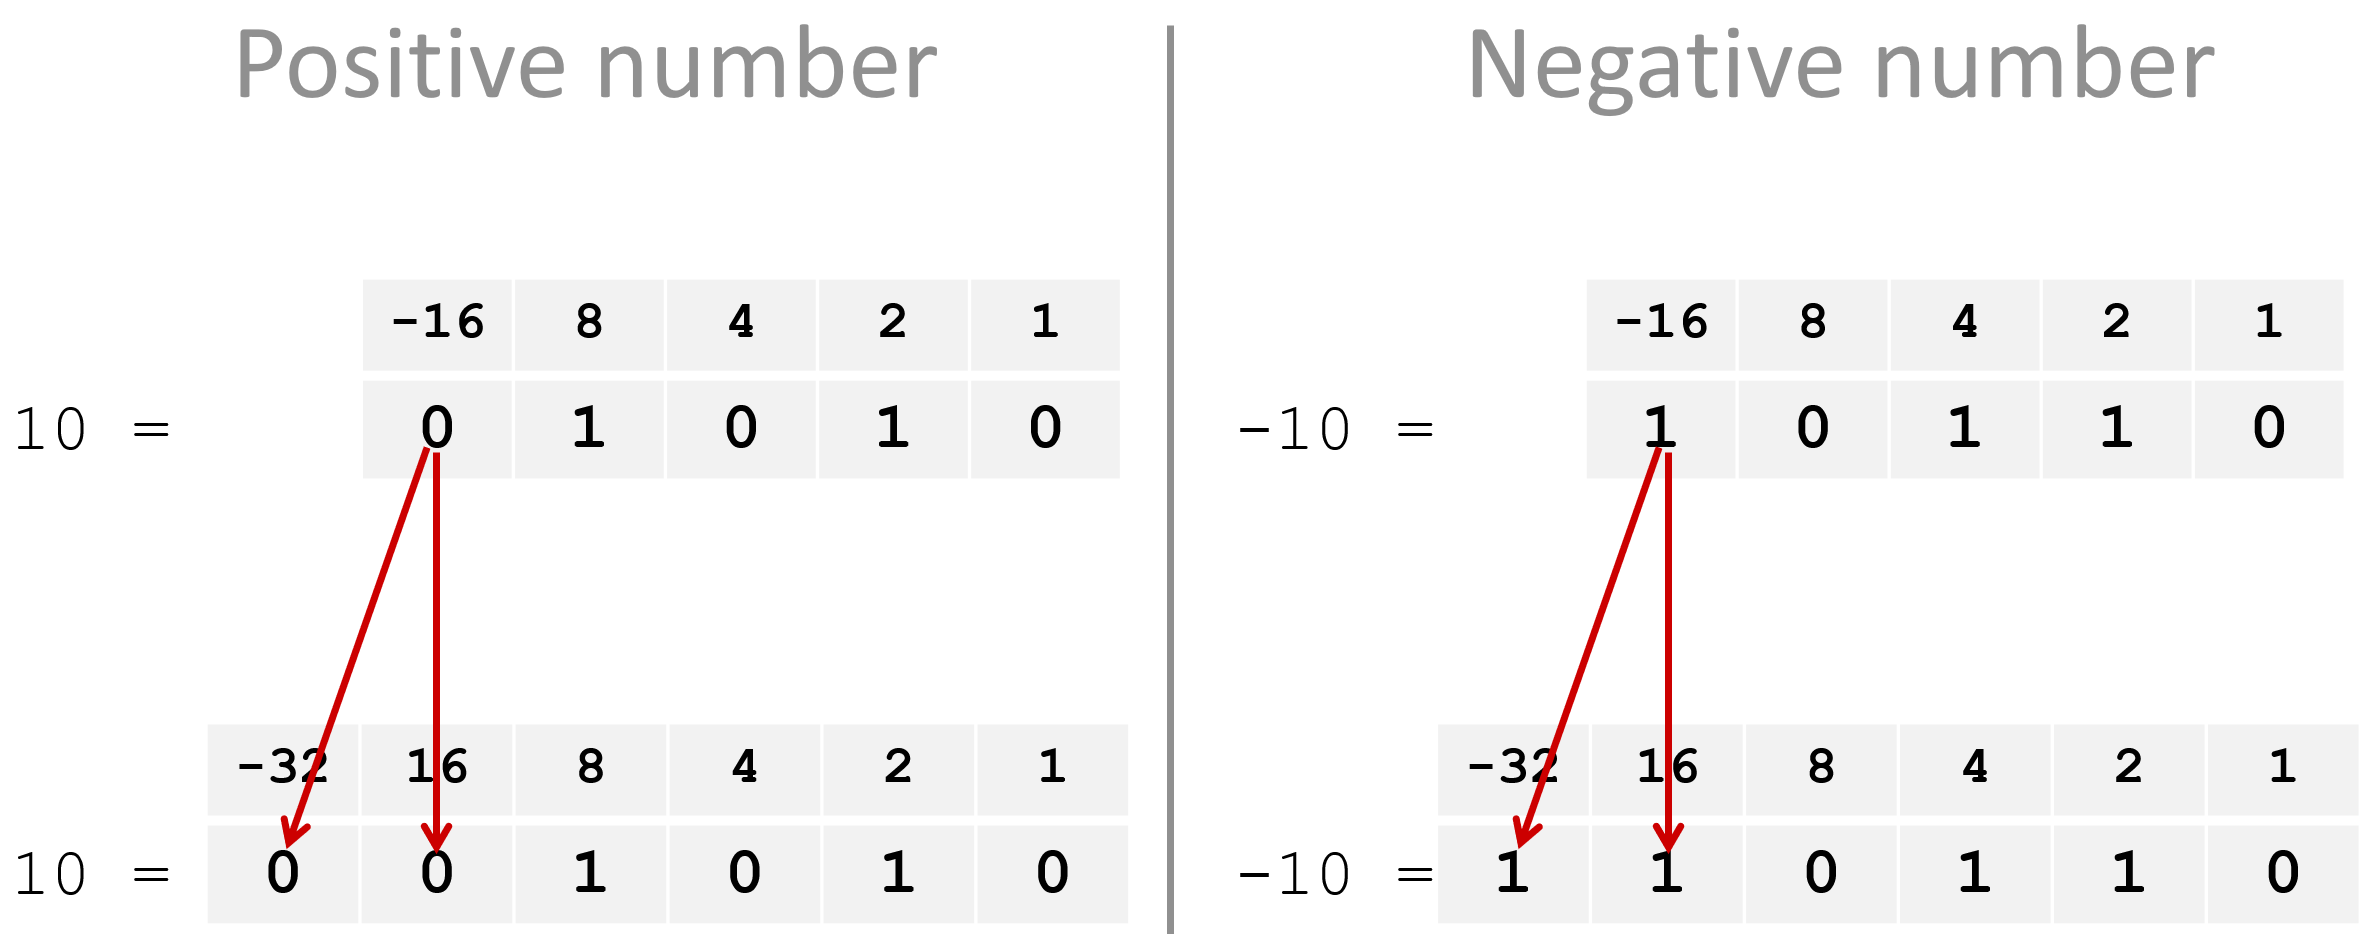 Positive number
-16 8 4 2 1
10 = 0 1 0 1 0
-32 16 8 4 2 1
10 = 0 0 1 0 1 0
Negative number
-16 8 4 2 1
-10 = 1 0 1 1 0
-32 16 8 4 2 1
-10 = 1 1 0 1 1 0